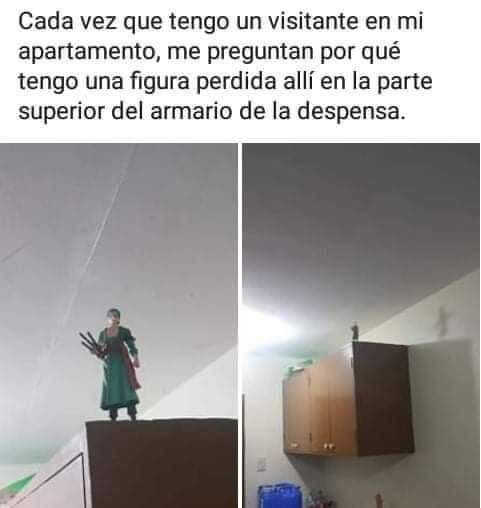 Cada vez que tengo un visitante en mi
apartamento, me preguntan por qué
tengo una figura perdida allí en la parte
superior del armario de la despensa.